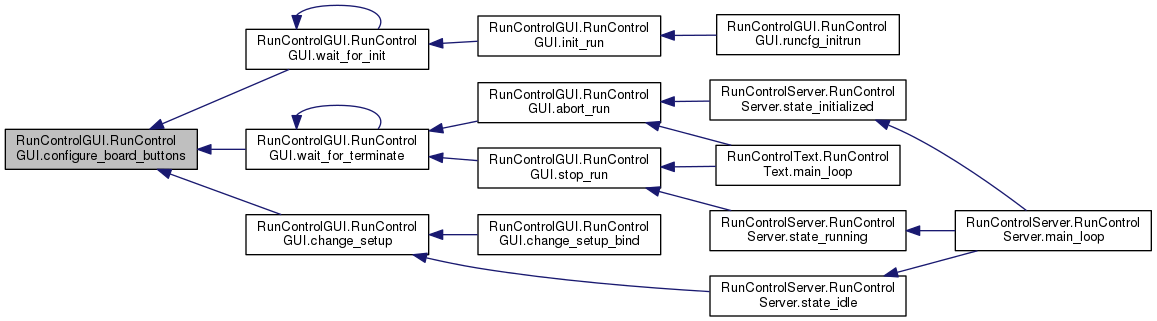 RunControlGUI.RunControl
GUI.configure_board_buttons
RunControlGUI.RunControl
GUI.wait_for_init
RunControlGUI.RunControl
GUI.init_run
RunControlGUI.RunControl
GUI.runcfg_initrun
RunControlGUI.RunControl
GUI.wait_for_terminate
RunControlGUI.RunControl
GUI.abort_run
RunControlServer.RunControl
Server.state_initialized
RunControlText.RunControl
Text.main_loop
RunControlGUI.RunControl
GUI.stop_run
RunControlServer.RunControl
Server.state_running
RunControlServer.RunControl
Server.main_loop
RunControlGUI.RunControl
GUI.change_setup
RunControlGUI.RunControl
GUI.change_setup_bind
RunControlServer.RunControl
Server.state_idle